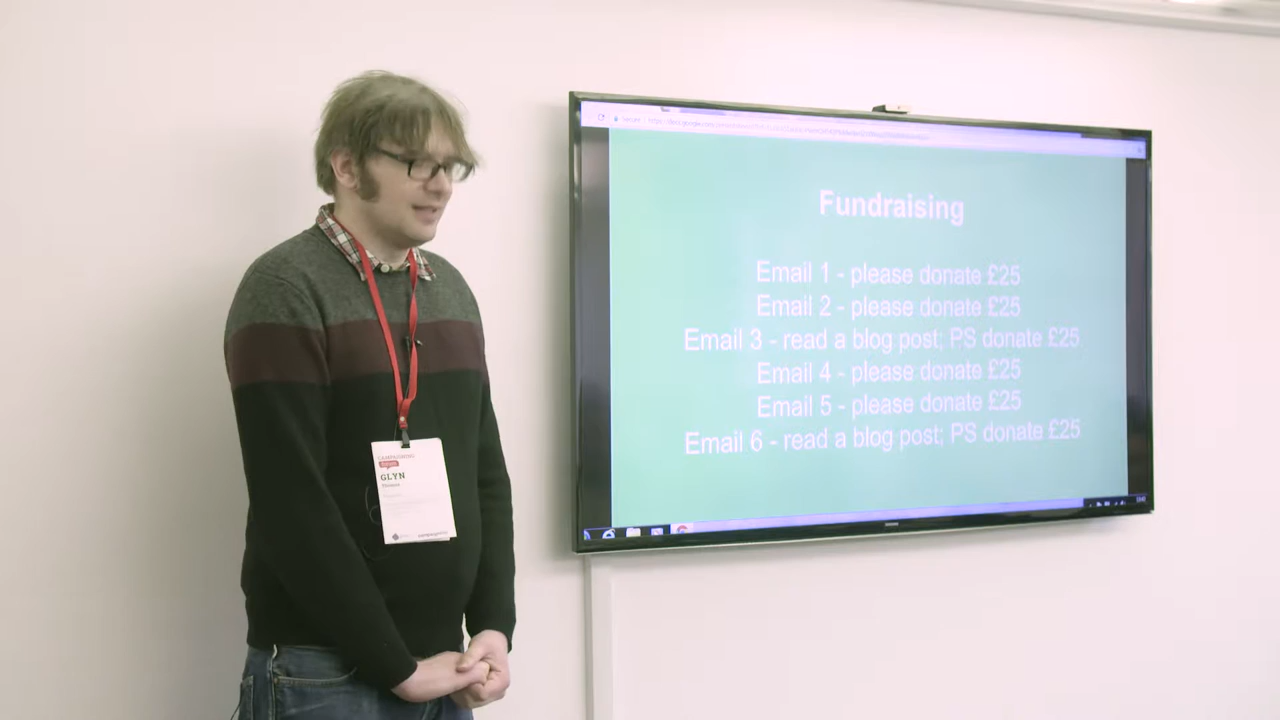 Fundraising
Email 1 - please donate £25
Email 2 - please donate £25
Email 3 - read a blog post; PS donate £25
Email 4 - please donate £25
Email 5 - please donate £25
Email 6 - read a blog post; PS donate £25
CAMPAIGNING
GLYN